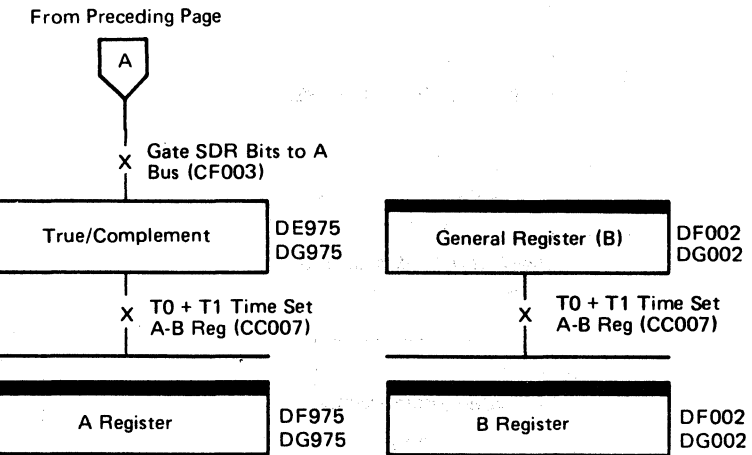 From Preceding Page
A
X Gate SDR Bits to A
Bus (CF003)
True/Complement
DE975
DG975
General Register (B)
DF002
DG002
X T0 + T1 Time Set
A-B Reg (CC007)
X T0 + T1 Time Set
A-B Reg (CC007)
A Register
DF975
DG975
B Register
DF002
DG002